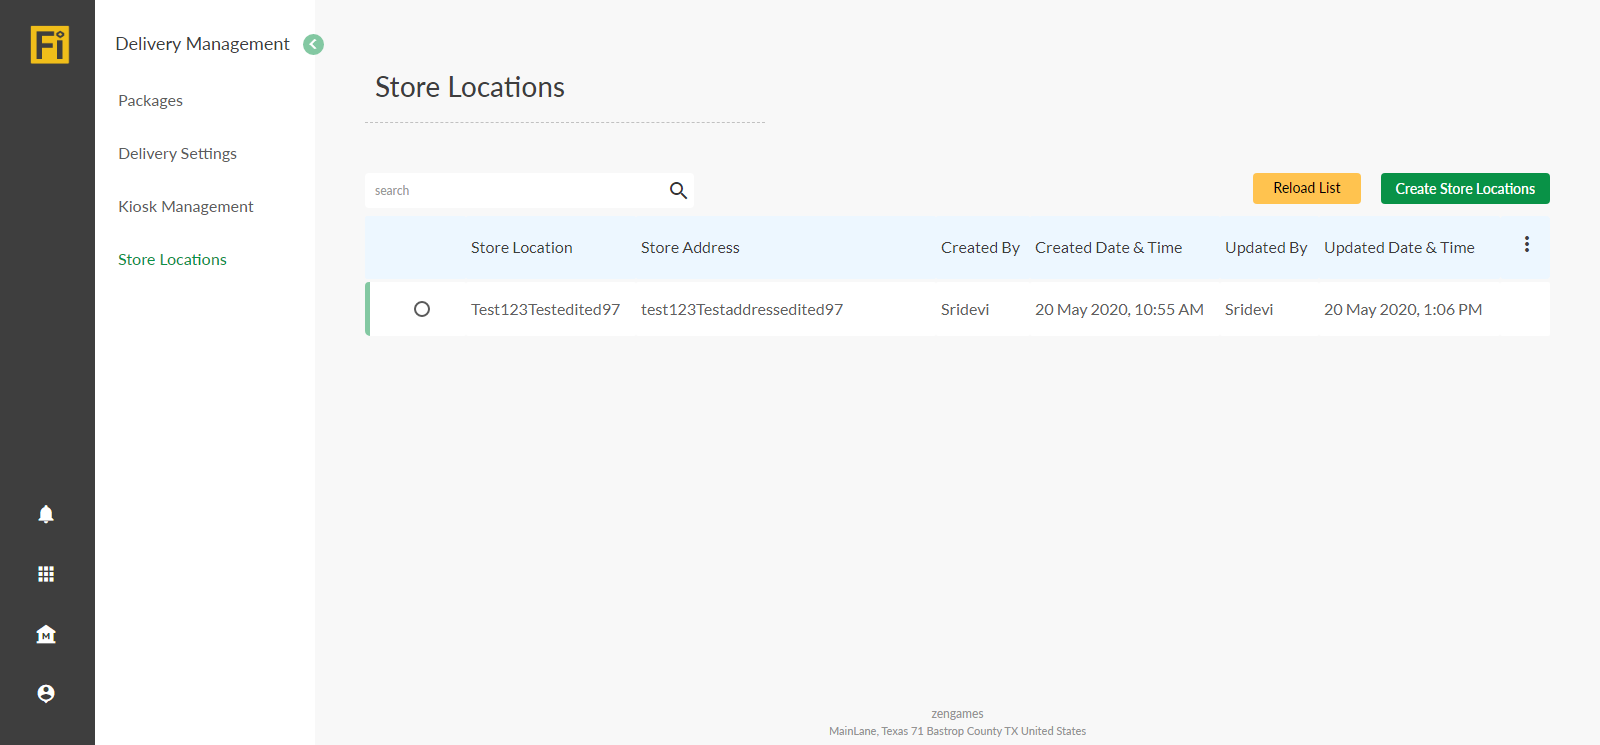 Fi
Delivery Management
Packages
Delivery Settings
Kiosk Management
Store Locations
Store Locations
search
Reload List
Create Store Locations
Store Location Store Address Created By Created Date & Time Updated By Updated Date & Time
Test123Testedited97 test123Testaddressedited97 Sridevi 20 May 2020, 10:55 AM Sridevi 20 May 2020, 1:06 PM
M
zengames
MainLane, Texas 71 Bastrop County TX United States